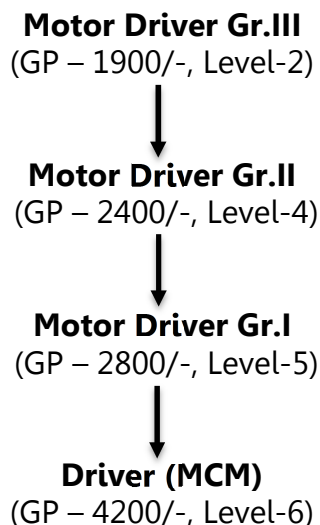 Motor Driver Gr.III
(GP – 1900/-, Level-2)
Motor Driver Gr.II
(GP – 2400/-, Level-4)
Motor Driver Gr.I
(GP – 2800/-, Level-5)
Driver (MCM)
(GP – 4200/-, Level-6)